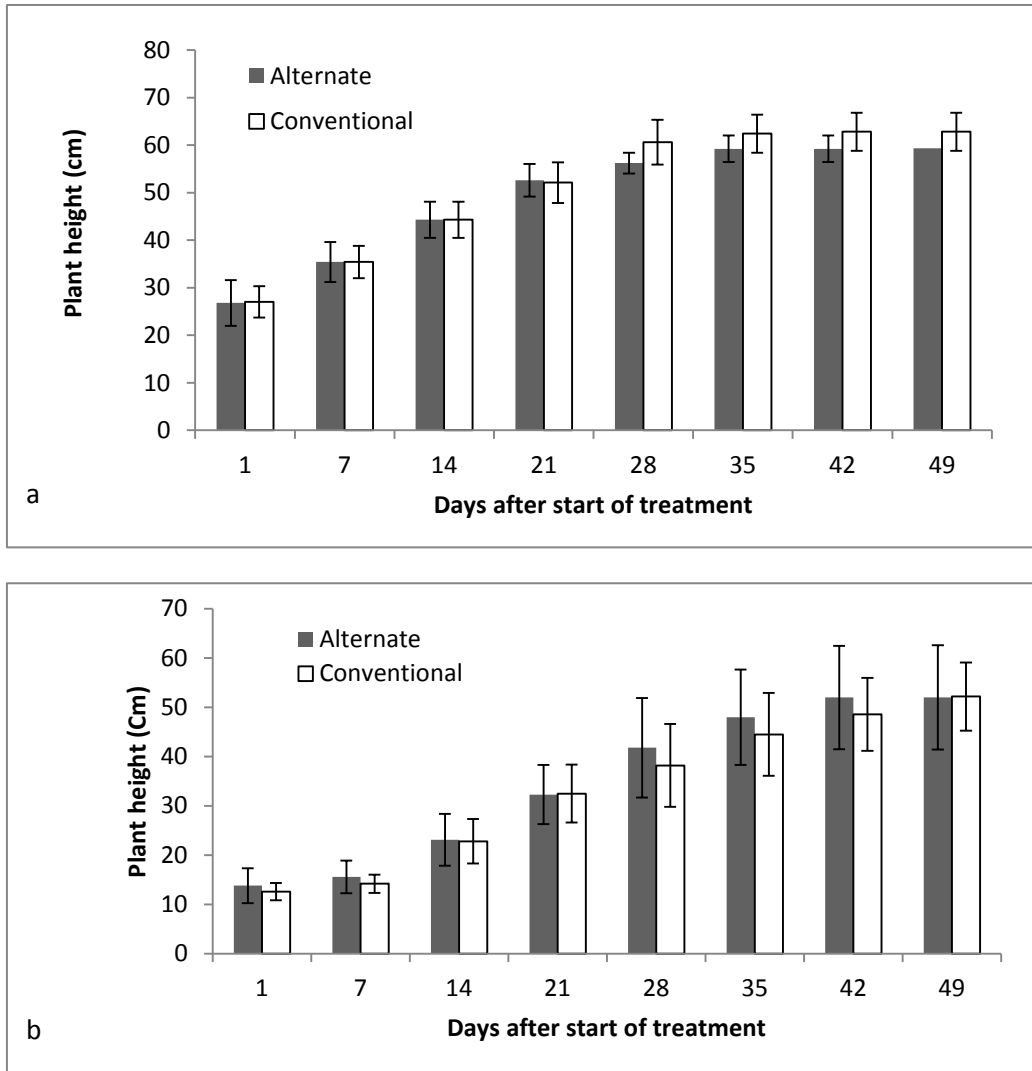 80
70
60
50
40
30
20
10
0
Plant height (cm)
Alternate
Conventional
1 7 14 21 28 35 42 49
Days after start of treatment
a
70
60
50
40
30
20
10
0
Plant height (Cm)
Alternate
Conventional
1 7 14 21 28 35 42 49
Days after start of treatment
b